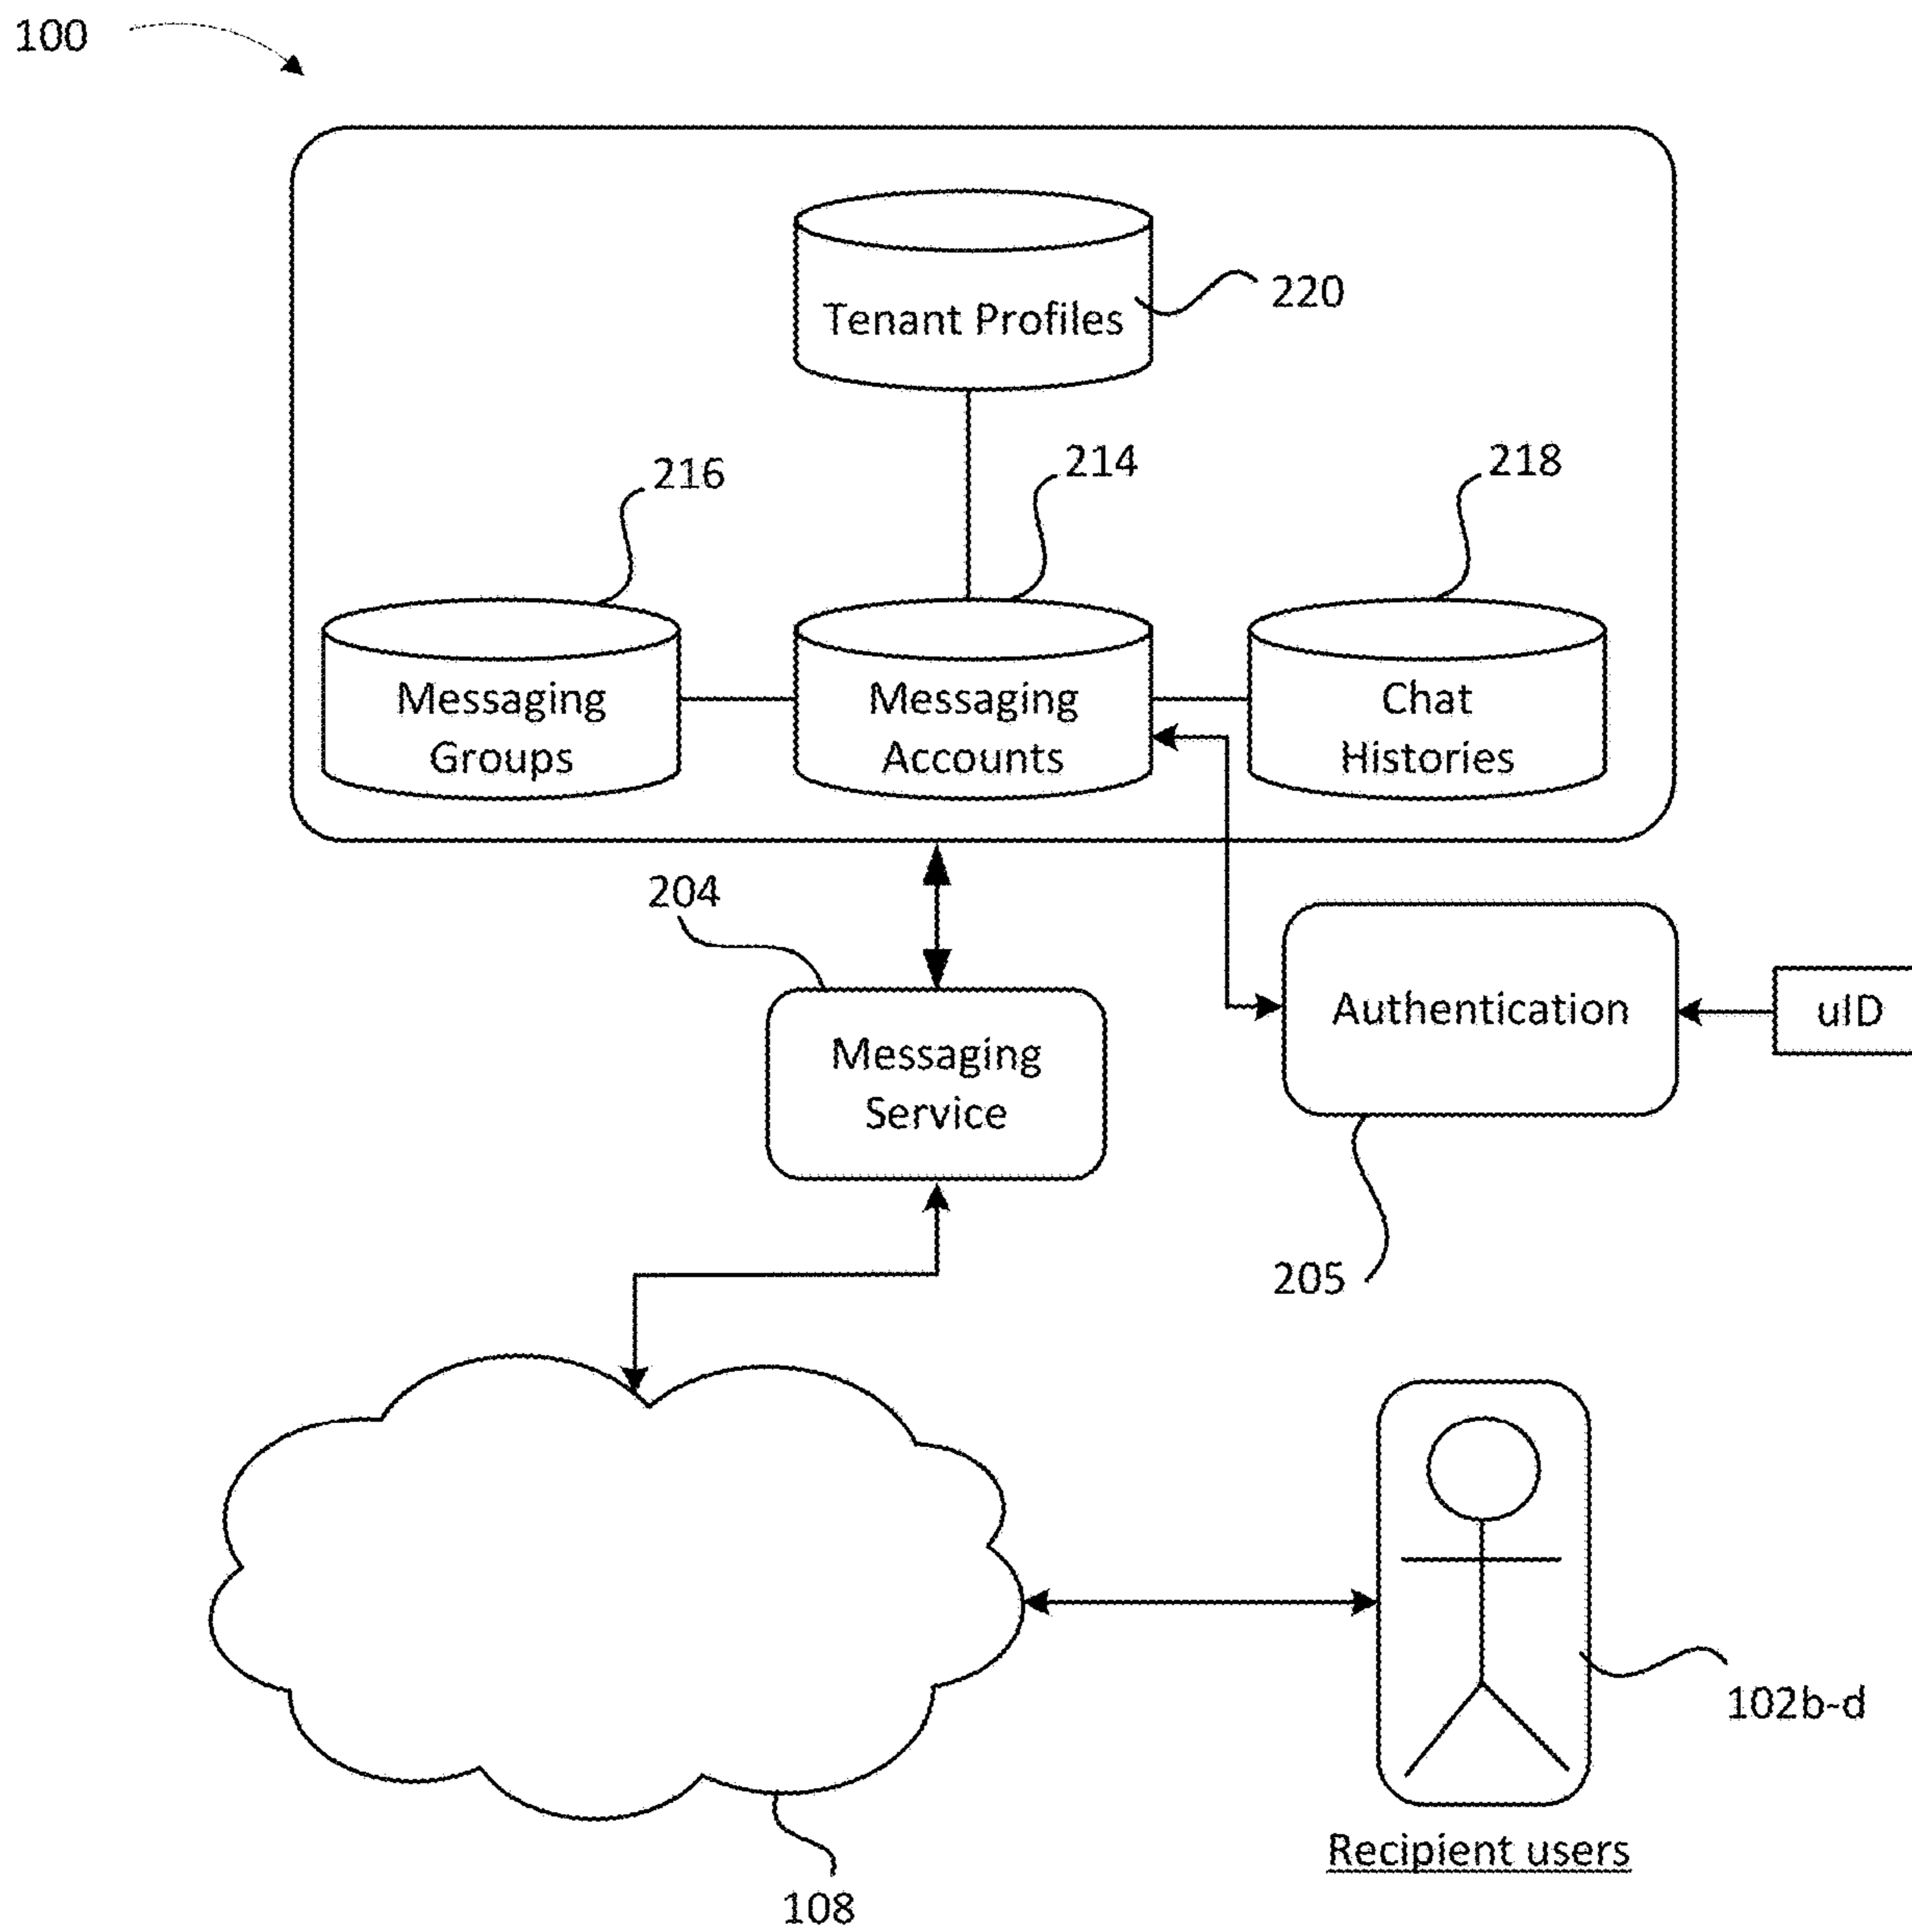 100
Tenant Profiles
220
216
214
218
Messaging
Groups
Messaging
Accounts
Chat
Histories
204
Messaging
Service
Authentication
uID
205
102b-d
Recipient users
108